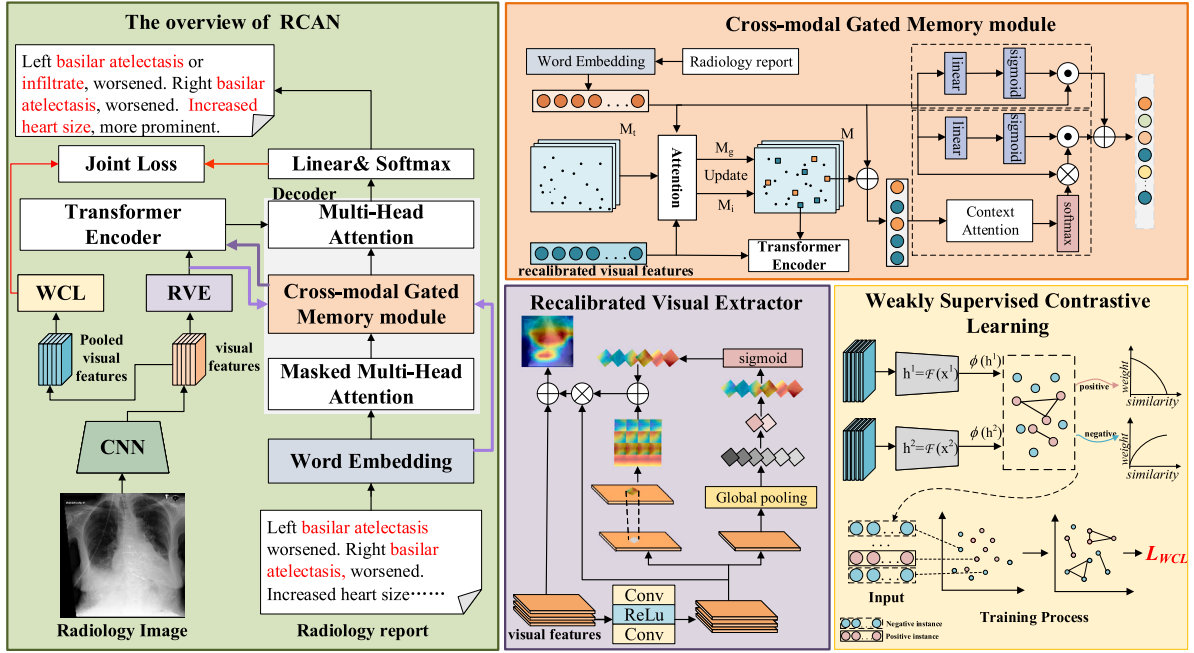 The overview of RCAN
Left basilar atelectasis or
infiltrate, worsened. Right basilar
atelectasis, worsened. Increased
heart size, more prominent.
Joint Loss
Linear& Softmax
Decoder
Transformer
Encoder
Multi-Head
Attention
WCL
RVE
Cross-modal Gated
Memory module
Pooled
visual
features
visual
features
Masked Multi-Head
Attention
CNN
Word Embedding
Left basilar atelectasis
worsened. Right basilar
atelectasis, worsened.
Increased heart size······
Radiology Image
Radiology report
Cross-modal Gated Memory module
Word Embedding
Radiology report
. . .
Mt
Attention
Mg
Update
Mi
M
. . .
recalibrated visual features
Transformer
Encoder
linear
sigmoid
linear
sigmoid
Context
Attention
softmax
Recalibrated Visual Extractor
sigmoid
Global pooling
visual features
Conv
ReLu
Conv
Weakly Supervised Contrastive
Learning
h¹=ℱ(x¹)
ϕ(h¹)
h²=ℱ(x²)
ϕ(h²)
positive
weight
similarity
negative
weight
similarity
. . .
. . .
. . .
. . .
Input
Training Process
L_WCL
Negative instance
Positive instance